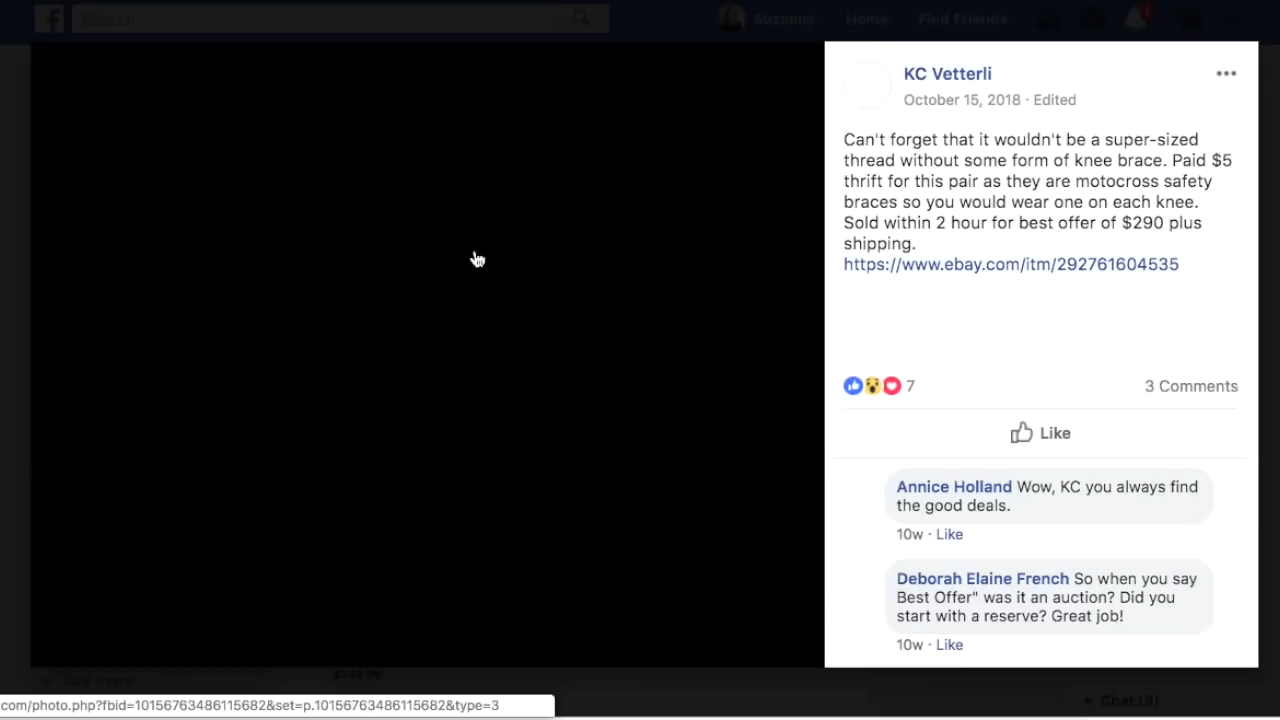 Search
Suzanne
Home
Find Friends
KC Vetterli
October 15, 2018 · Edited
Can't forget that it wouldn't be a super-sized
thread without some form of knee brace. Paid $5
thrift for this pair as they are motocross safety
braces so you would wear one on each knee.
Sold within 2 hour for best offer of $290 plus
shipping.
https://www.ebay.com/itm/292761604535
7
3 Comments
Like
Annice Holland Wow, KC you always find
the good deals.
10w · Like
Deborah Elaine French So when you say
Best Offer" was it an auction? Did you
start with a reserve? Great job!
10w · Like
See more
Chat (9)
com/photo.php?fbid=10156763486115682&set=p.10156763486115682&type=3